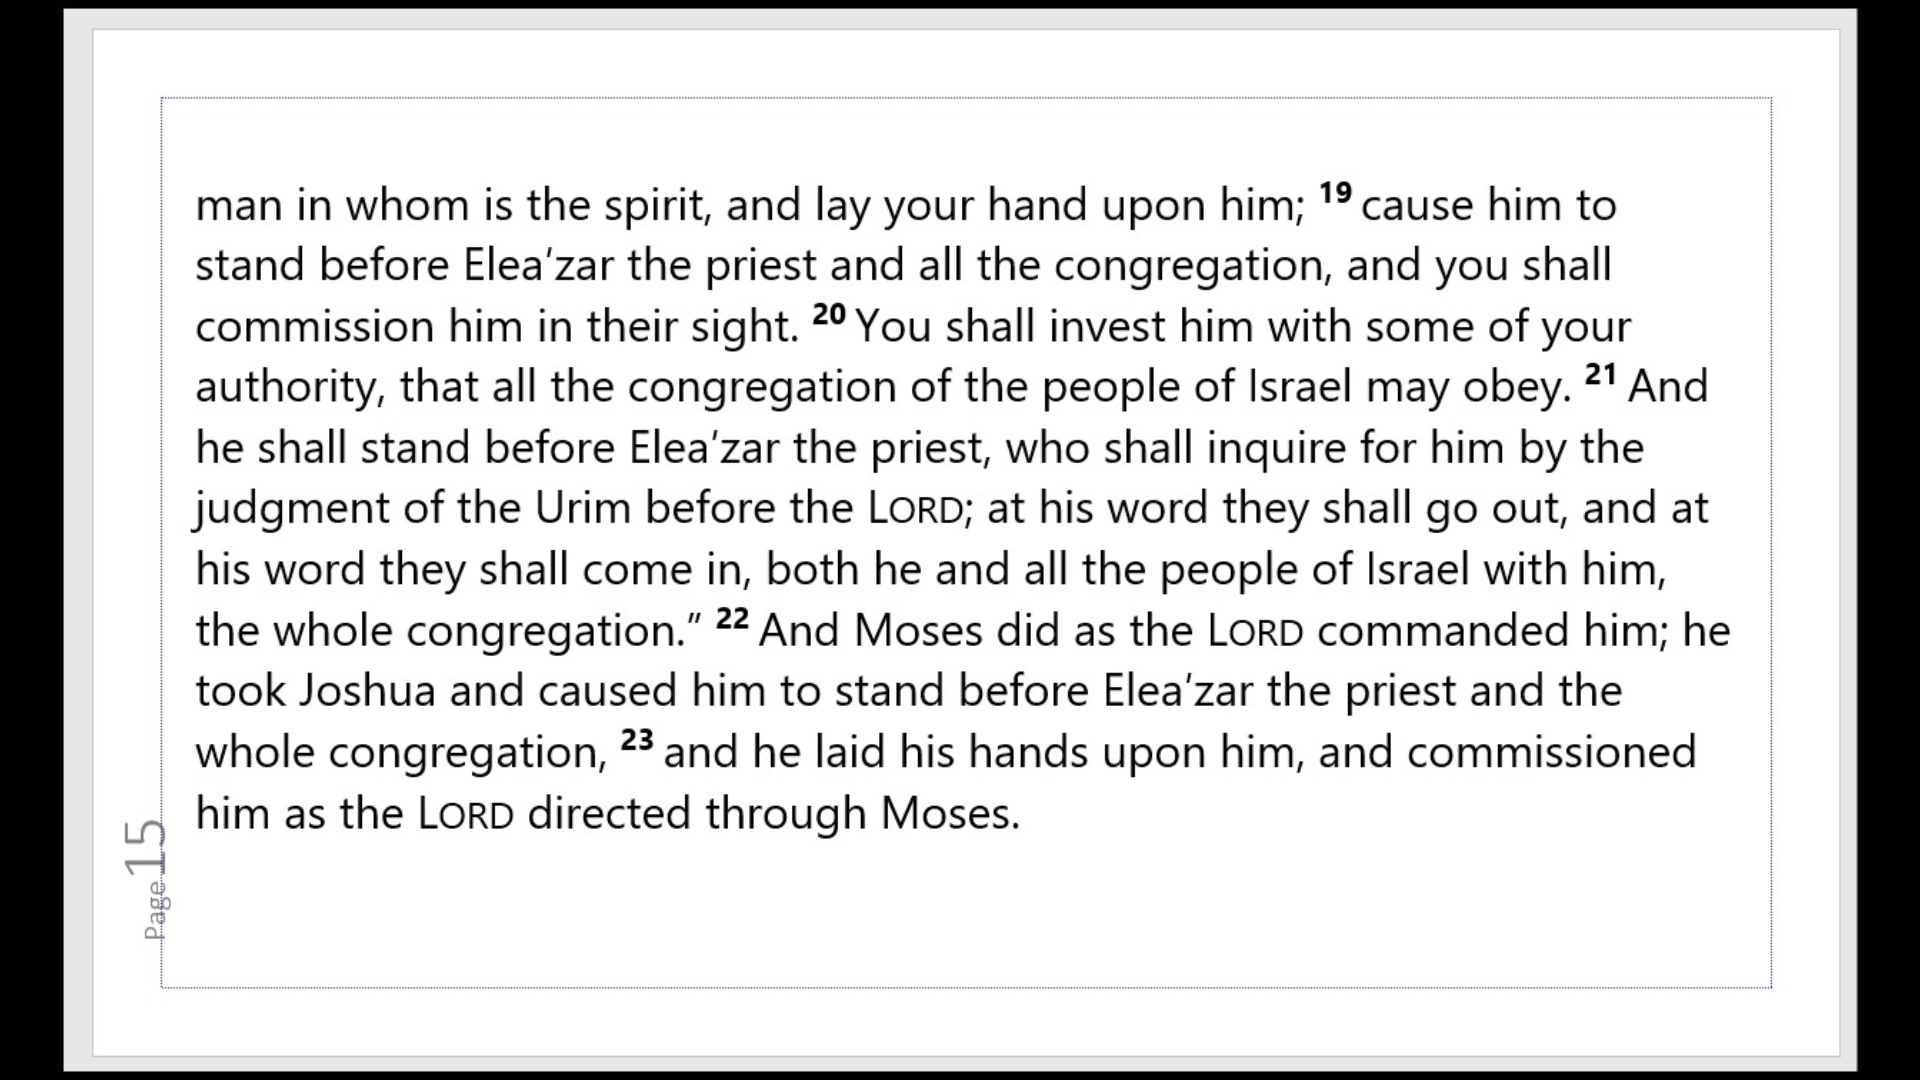 man in whom is the spirit, and lay your hand upon him; 19 cause him to
stand before Elea′zar the priest and all the congregation, and you shall
commission him in their sight. 20 You shall invest him with some of your
authority, that all the congregation of the people of Israel may obey. 21 And
he shall stand before Elea′zar the priest, who shall inquire for him by the
judgment of the Urim before the LORD; at his word they shall go out, and at
his word they shall come in, both he and all the people of Israel with him,
the whole congregation.” 22 And Moses did as the LORD commanded him; he
took Joshua and caused him to stand before Elea′zar the priest and the
whole congregation, 23 and he laid his hands upon him, and commissioned
him as the LORD directed through Moses.
Page 15